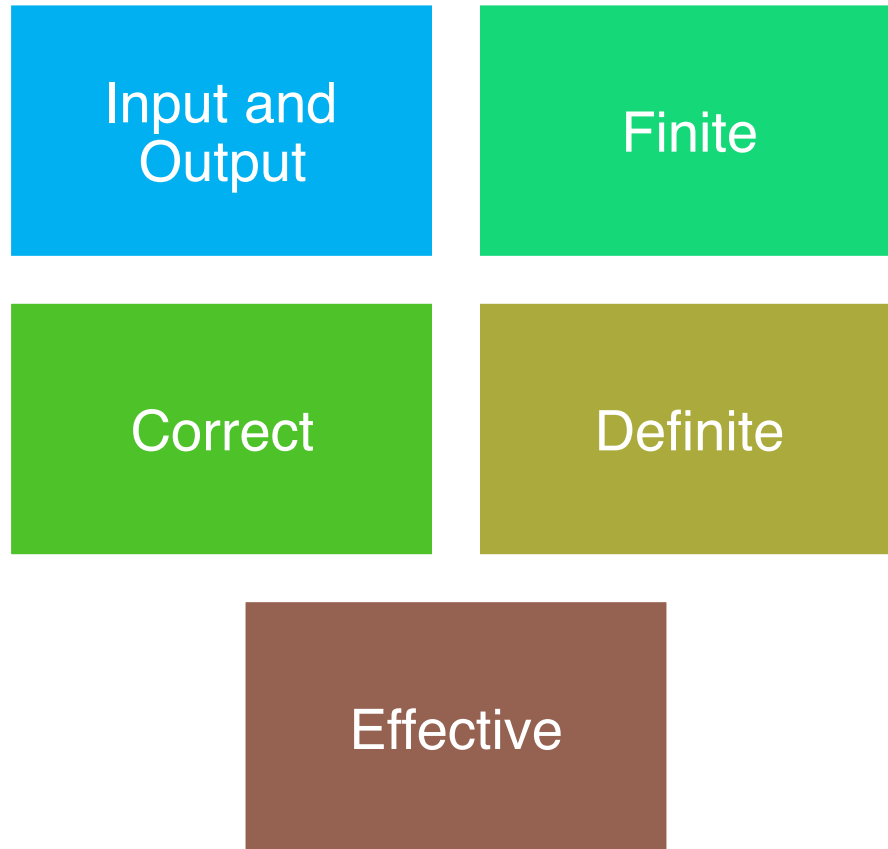 Input and
Output
Finite
Correct
Definite
Effective